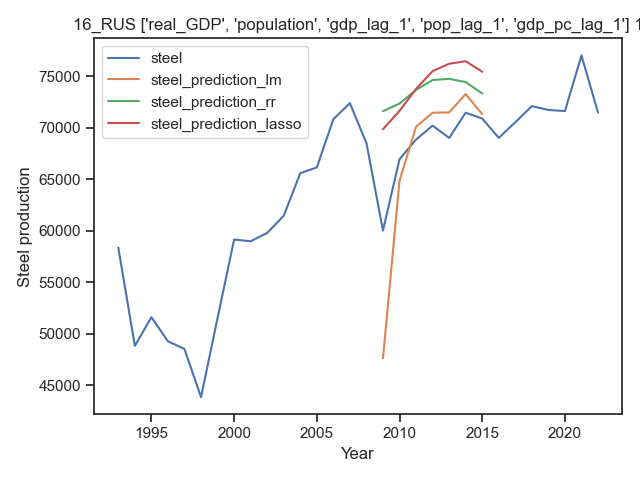 16_RUS ['real_GDP', 'population', 'gdp_lag_1', 'pop_lag_1', 'gdp_pc_lag_1'] 1
steel
steel_prediction_lm
steel_prediction_rr
steel_prediction_lasso
75000
70000
65000
60000
55000
50000
45000
Steel production
1995
2000
2005
2010
2015
2020
Year